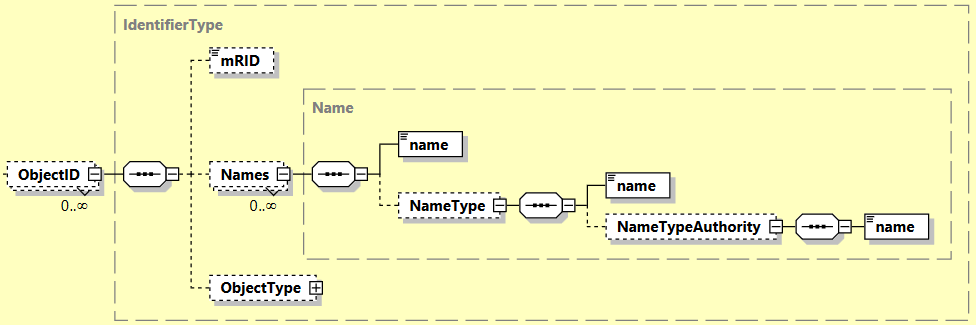 IdentifierType
mRID
Name
name
ObjectID
Names
0..∞
0..∞
NameType
name
NameTypeAuthority
name
ObjectType